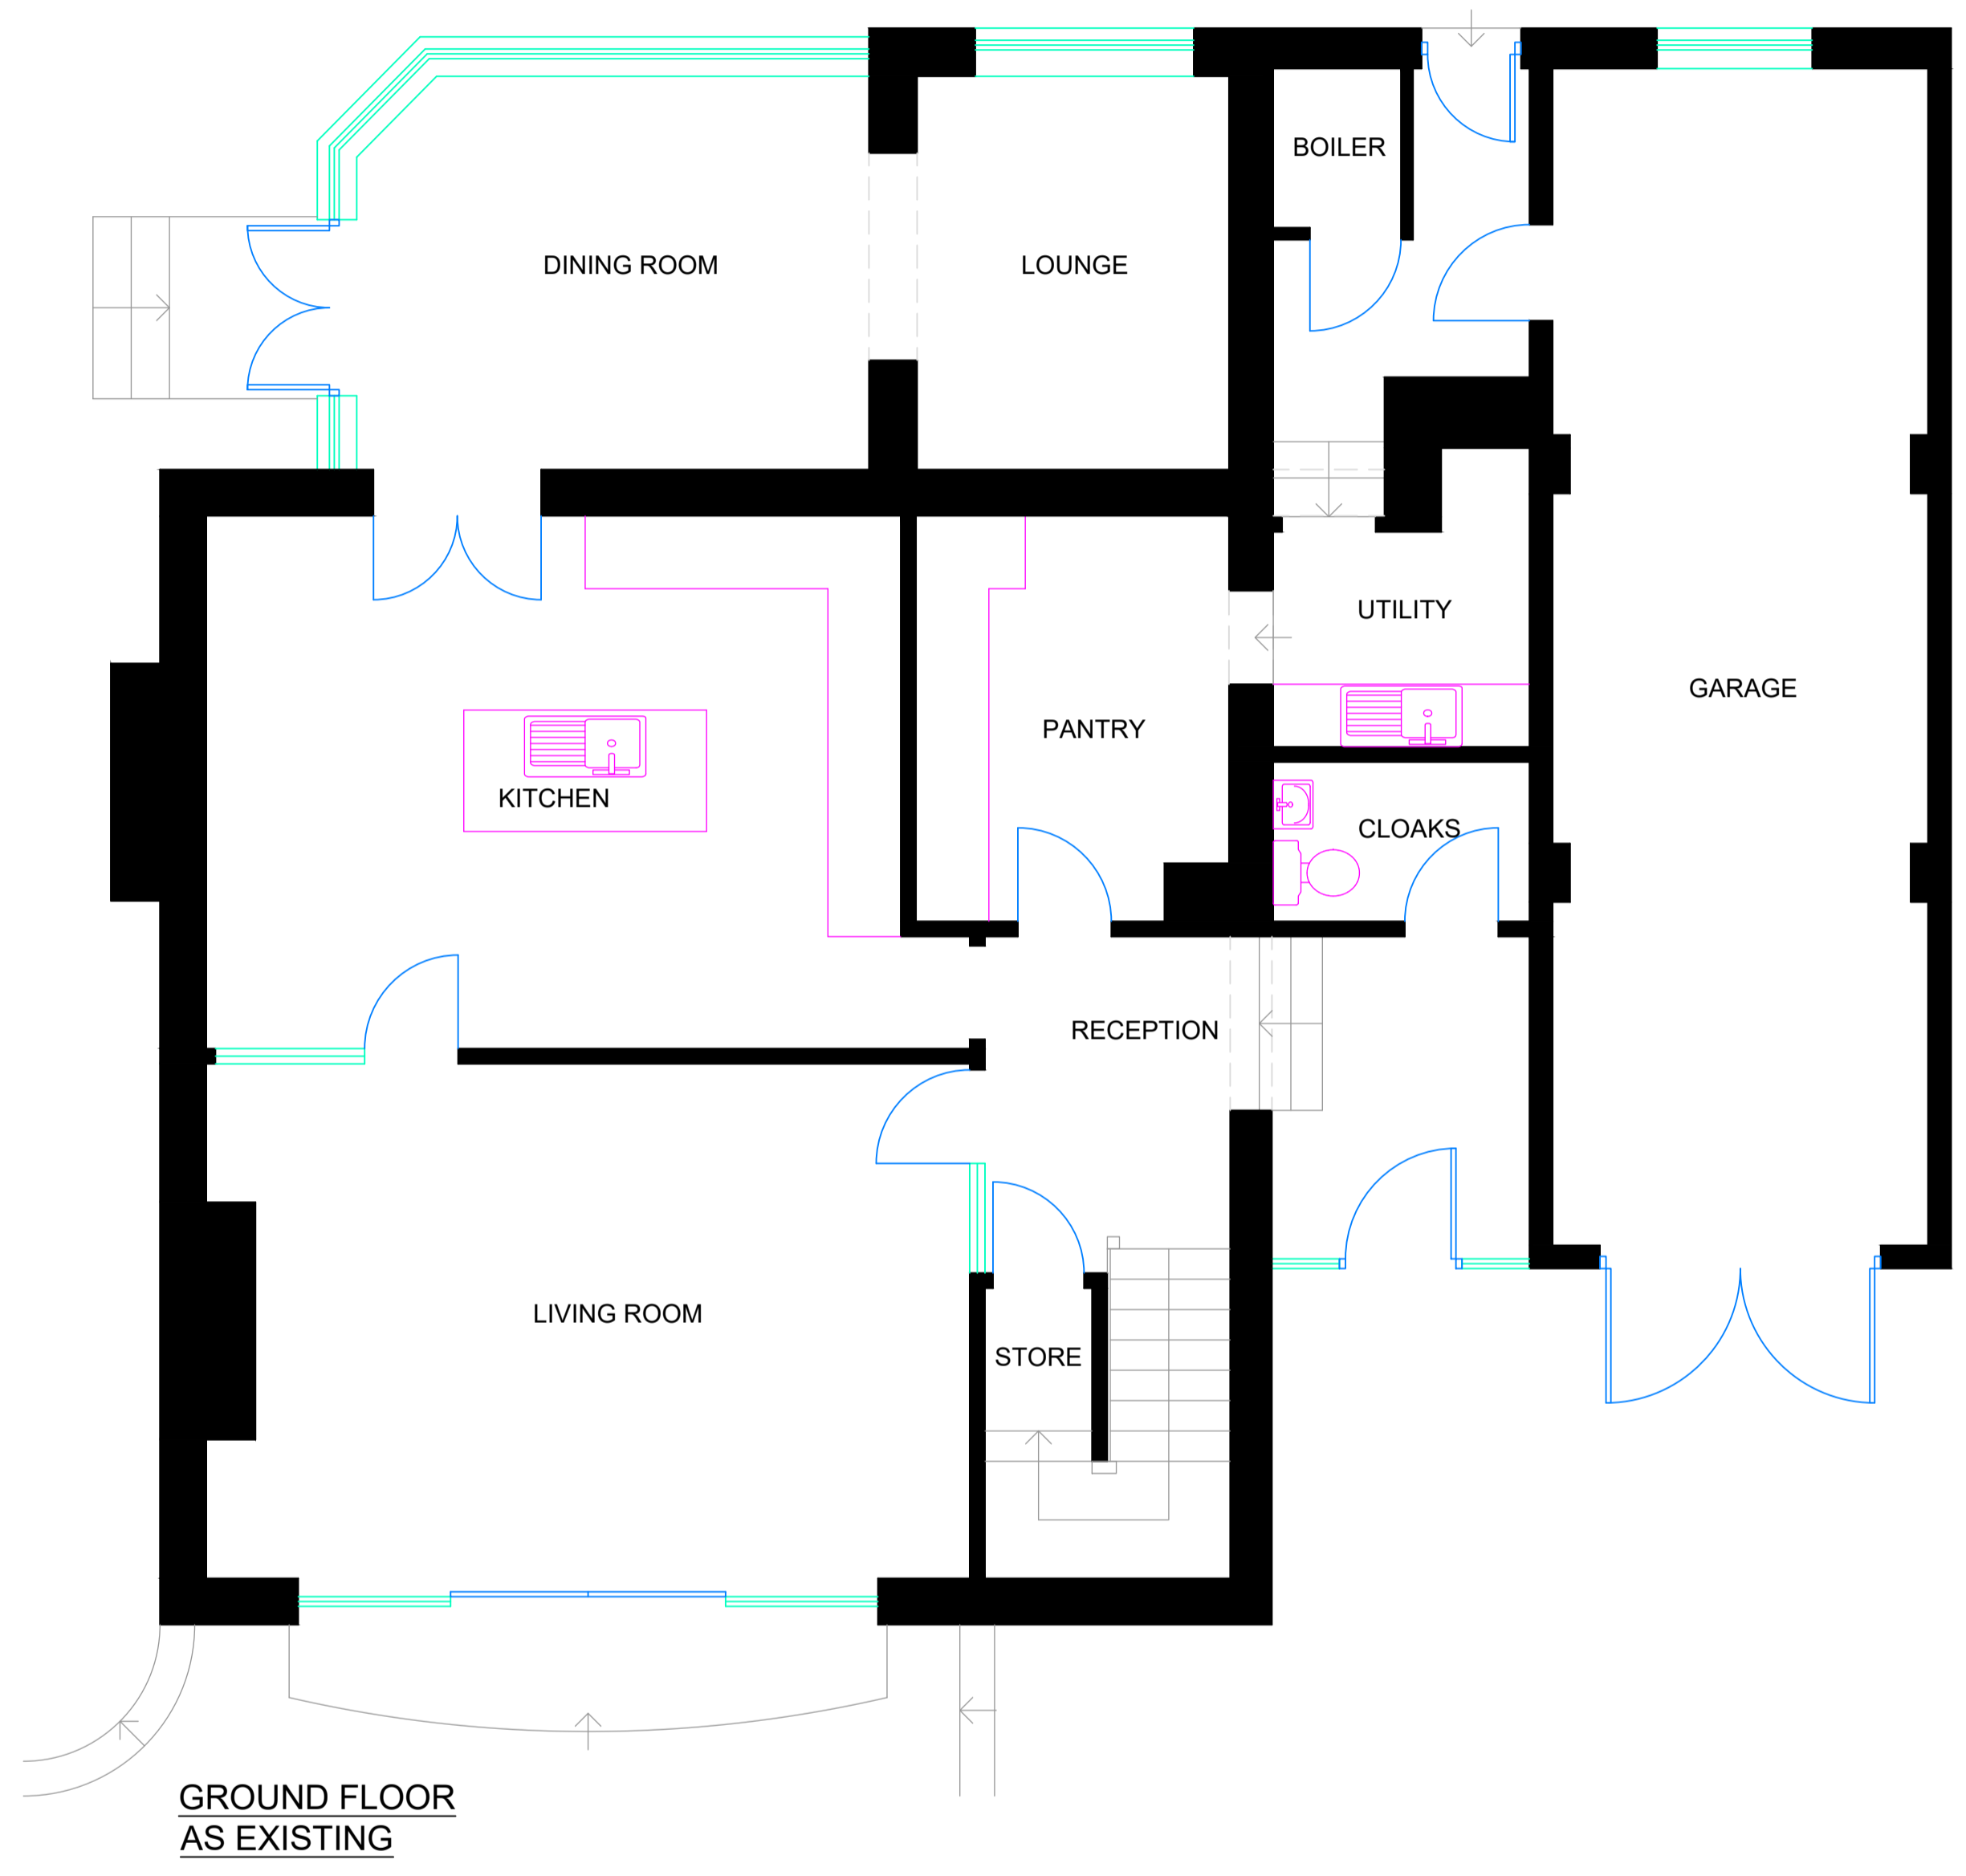 BOILER
DINING ROOM
LOUNGE
UTILITY
GARAGE
PANTRY
KITCHEN
CLOAKS
RECEPTION
LIVING ROOM
STORE
GROUND FLOOR
AS EXISTING